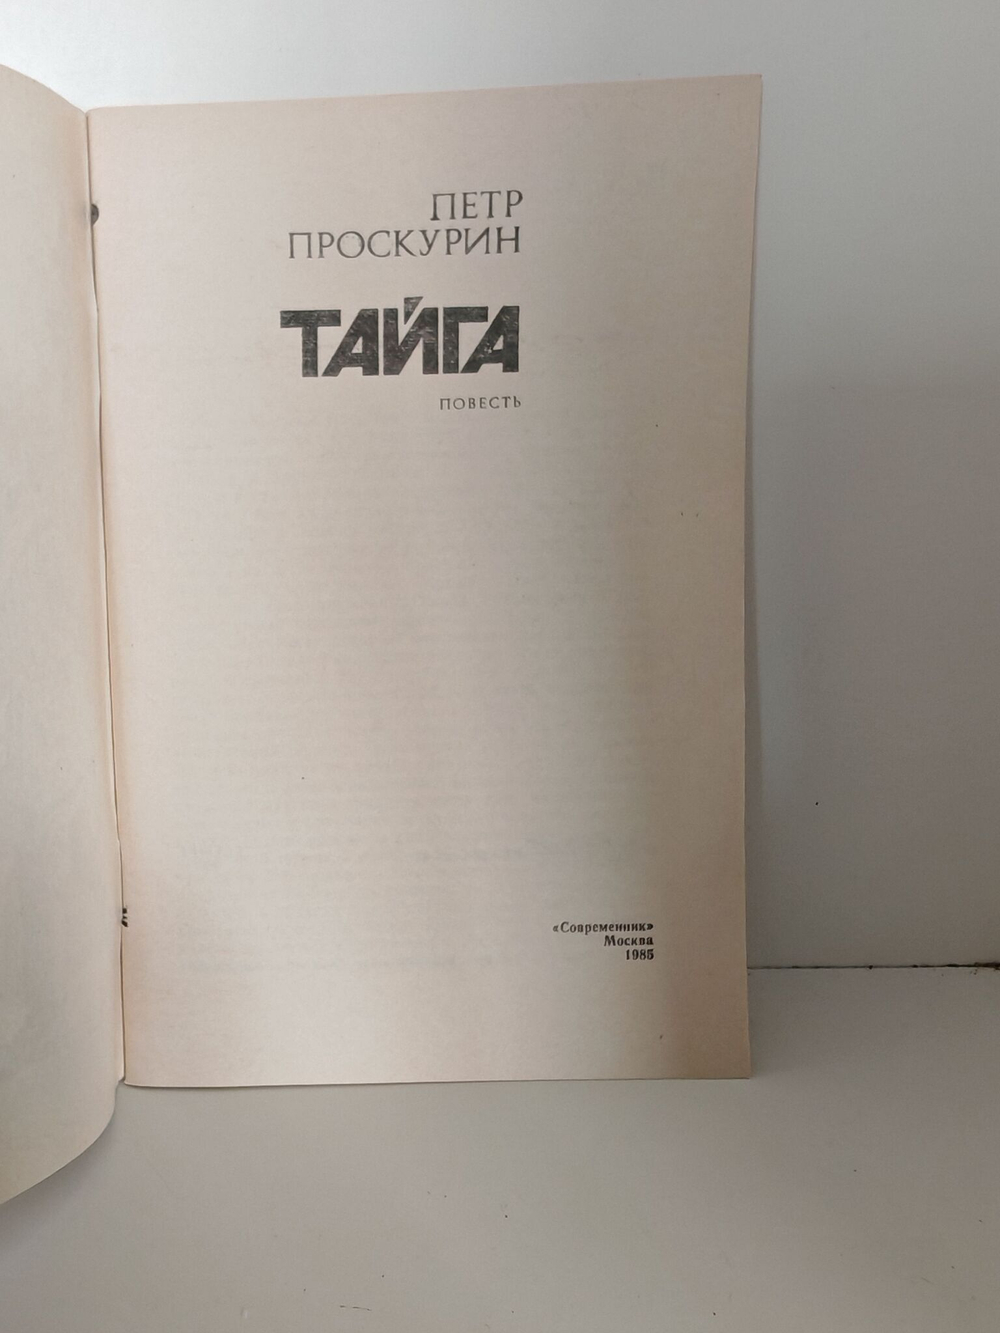 ПЕТР
ПРОСКУРИН
ТАЙГА
ПОВЕСТЬ
«Современник»
Москва
1985